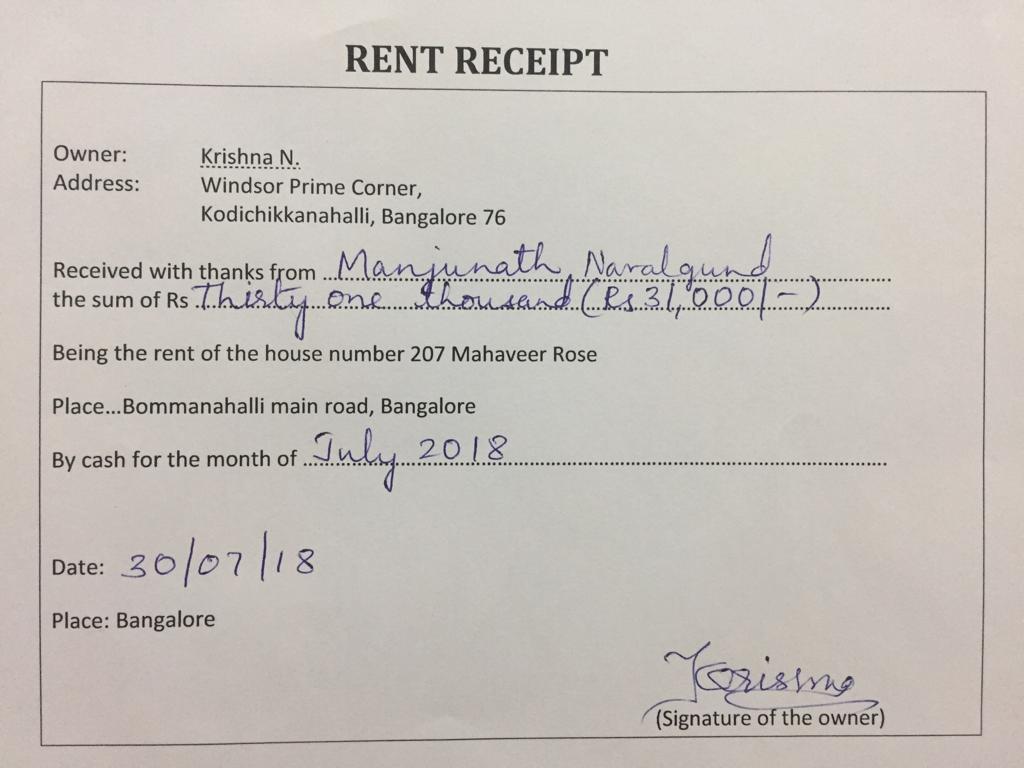 RENT RECEIPT
Owner: Krishna N.
Address: Windsor Prime Corner,
Kodichikkanahalli, Bangalore 76
Received with thanks from ...Manjunath Naralgund
the sum of Rs Thirty one thousand (Rs 31,000/-)
Being the rent of the house number 207 Mahaveer Rose
Place...Bommanahalli main road, Bangalore
By cash for the month of ...July 2018
Date: 30/07/18
Place: Bangalore
(Signature of the owner)